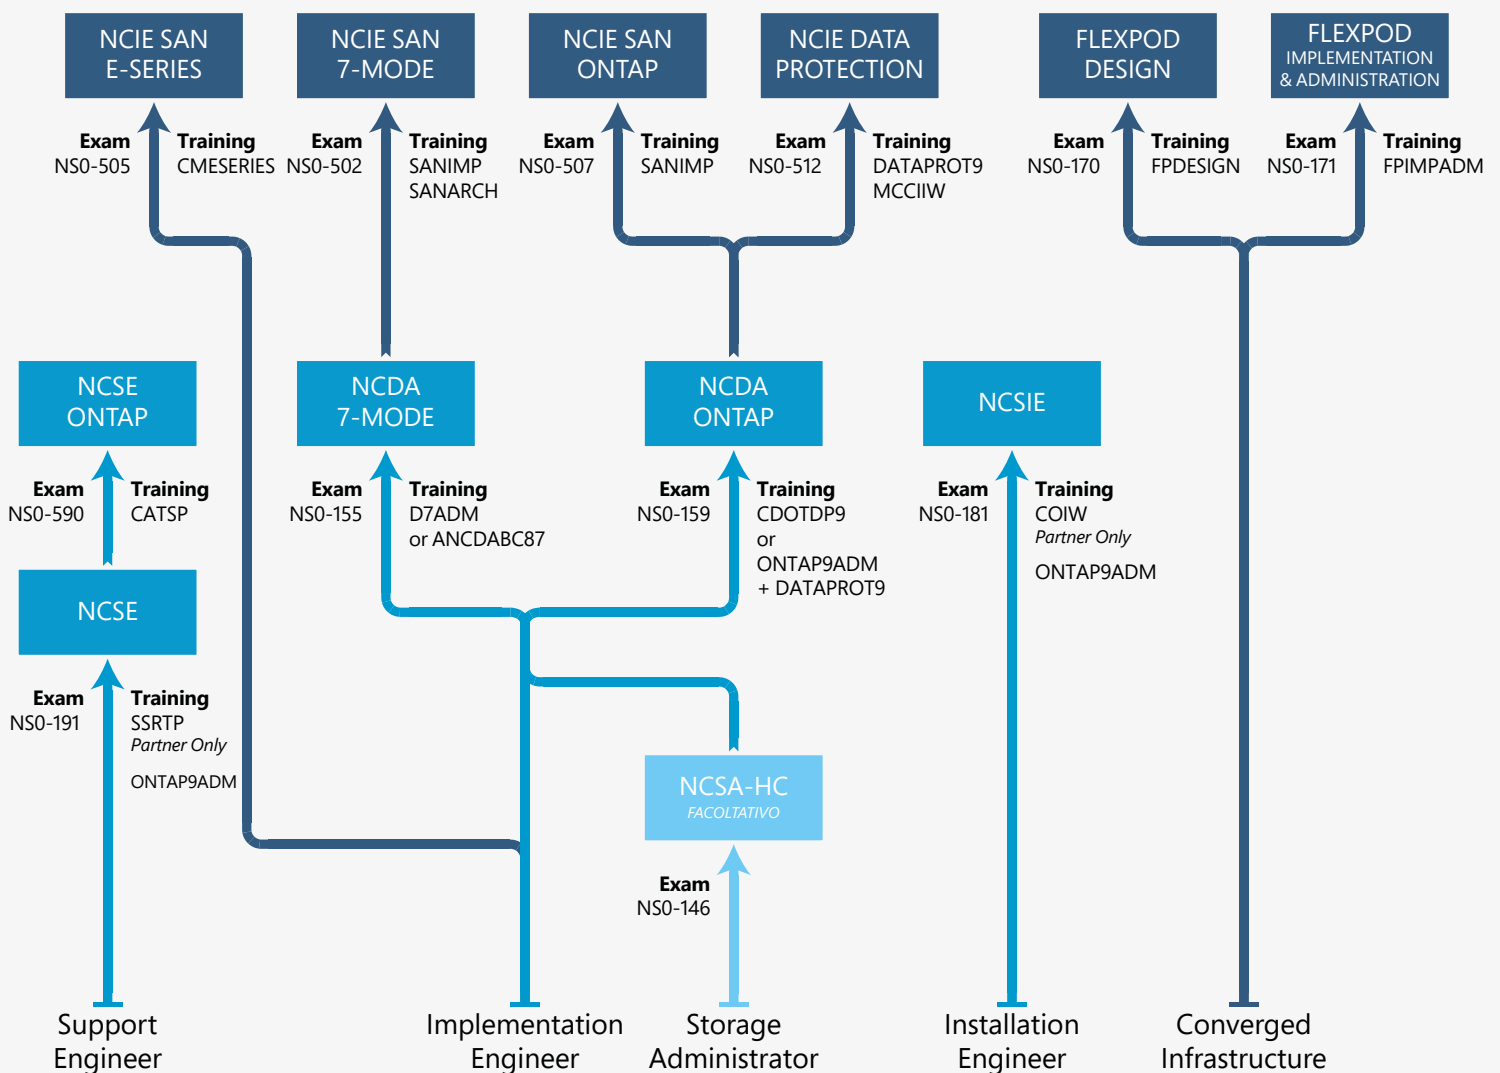 NCIE SAN
E-SERIES
NCIE SAN
7-MODE
NCIE SAN
ONTAP
NCIE DATA
PROTECTION
FLEXPOD
DESIGN
FLEXPOD
IMPLEMENTATION
& ADMINISTRATION
Exam
NS0-505
Training
CMESERIES
Exam
NS0-502
Training
SANIMP
SANARCH
Exam
NS0-507
Training
SANIMP
Exam
NS0-512
Training
DATAPROT9
MCCIIW
Exam
NS0-170
Training
FPDESIGN
Exam
NS0-171
Training
FPIMPADM
NCSE
ONTAP
NCDA
7-MODE
NCDA
ONTAP
NCSIE
Exam
NS0-590
Training
CATSP
Exam
NS0-155
Training
D7ADM
or ANCDABC87
Exam
NS0-159
Training
CDOTDP9
or
ONTAP9ADM
+ DATAPROT9
Exam
NS0-181
Training
COIW
Partner Only
ONTAP9ADM
NCSE
Exam
NS0-191
Training
SSRTP
Partner Only
ONTAP9ADM
NCSA-HC
FACOLTATIVO
Exam
NS0-146
Support
Engineer
Implementation
Engineer
Storage
Administrator
Installation
Engineer
Converged
Infrastructure